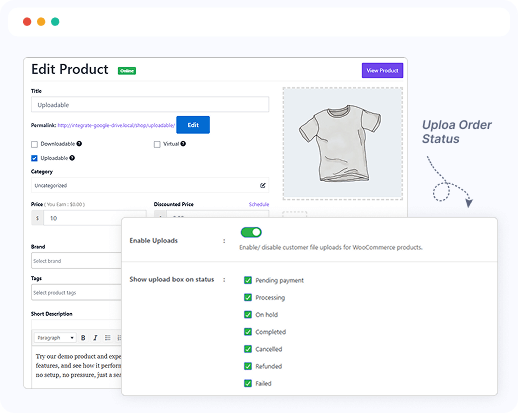 Edit Product Online
View Product
Title
Uploadable
Permalink: http://integrate-google-drive.local/shop/uploadable/ Edit
Downloadable ?
Virtual ?
Uploadable ?
Category
Uncategorized
Price ( You Earn : $0.00 )
Discounted Price Schedule
$ 10
$
Brand
Select brand
Tags
Select product tags
Short Description
Paragraph B I
Try our demo product and expe
features, and see how it perform
no setup, no pressure, just a sea
Uploa Order
Status
Enable Uploads :
Enable/ disable customer file uploads for WooCommerce products.
Show upload box on status :
Pending payment
Processing
On hold
Completed
Cancelled
Refunded
Failed